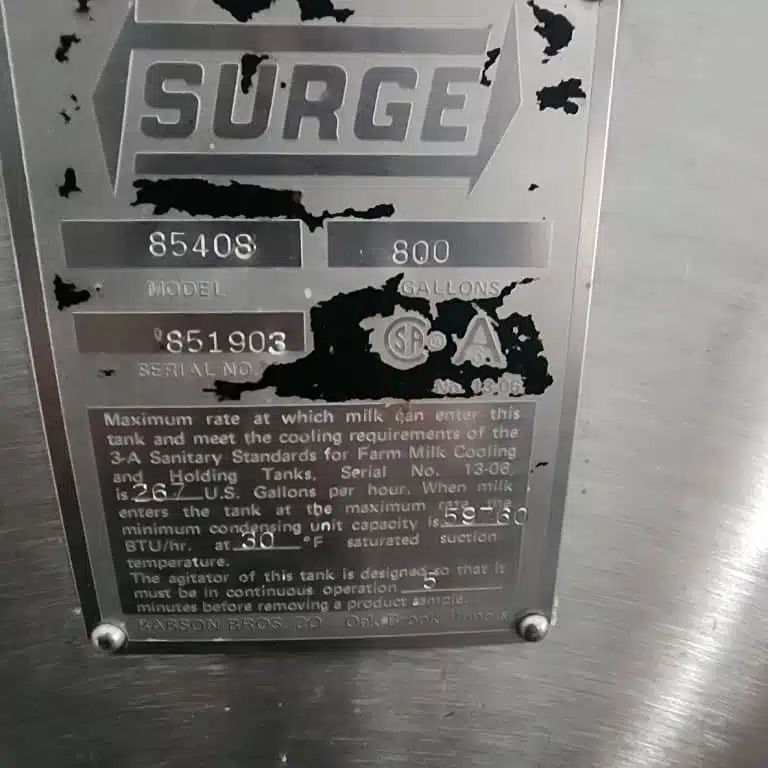 SURGE
85408 800
MODEL GALLONS
851903 SA ® A
SERIAL NO. No. 13-06
Maximum rate at which milk can enter this
tank and meet the cooling requirements of the
3-A Sanitary Standards for Farm Milk Cooling
and Holding Tanks, Serial No. 13-08,
is 267 U.S. Gallons per hour. When milk
enters the tank at the maximum rate the
minimum condensing unit capacity is 59760
BTU/hr. at 30 °F saturated suction
temperature.
The agitator of this tank is designed so that it
must be in continuous operation 5
minutes before removing a product sample.
BABSON BROS. CO. Oak Brook, Illinois